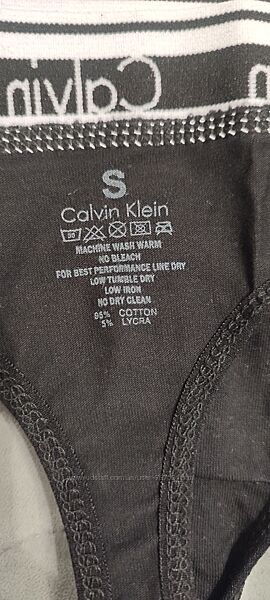 Calvin
S
Calvin Klein
MACHINE WASH WARM
NO BLEACH
FOR BEST PERFORMANCE LINE DRY
LOW TUMBLE DRY
LOW IRON
NO DRY CLEAN
95% COTTON
5% LYCRA